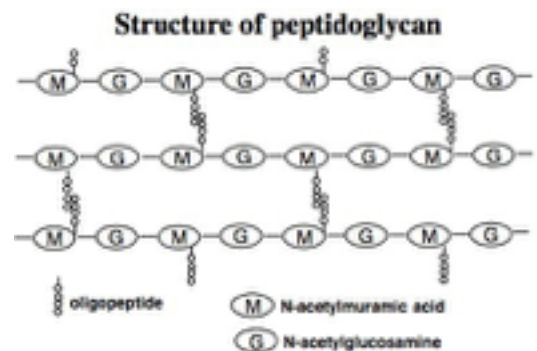 Structure of peptidoglycan
M G M G M G M G
M G M G M G M G
M G M G M G M G
oligopeptide
M N-acetylmuramic acid
G N-acetylglucosamine